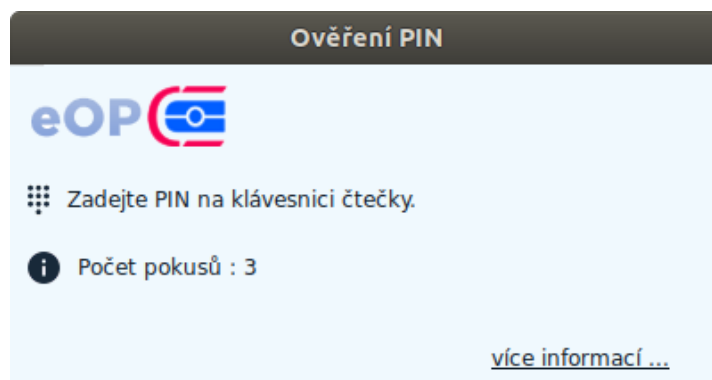 Ověření PIN
eOP
Zadejte PIN na klávesnici čtečky.
Počet pokusů : 3
více informací ...